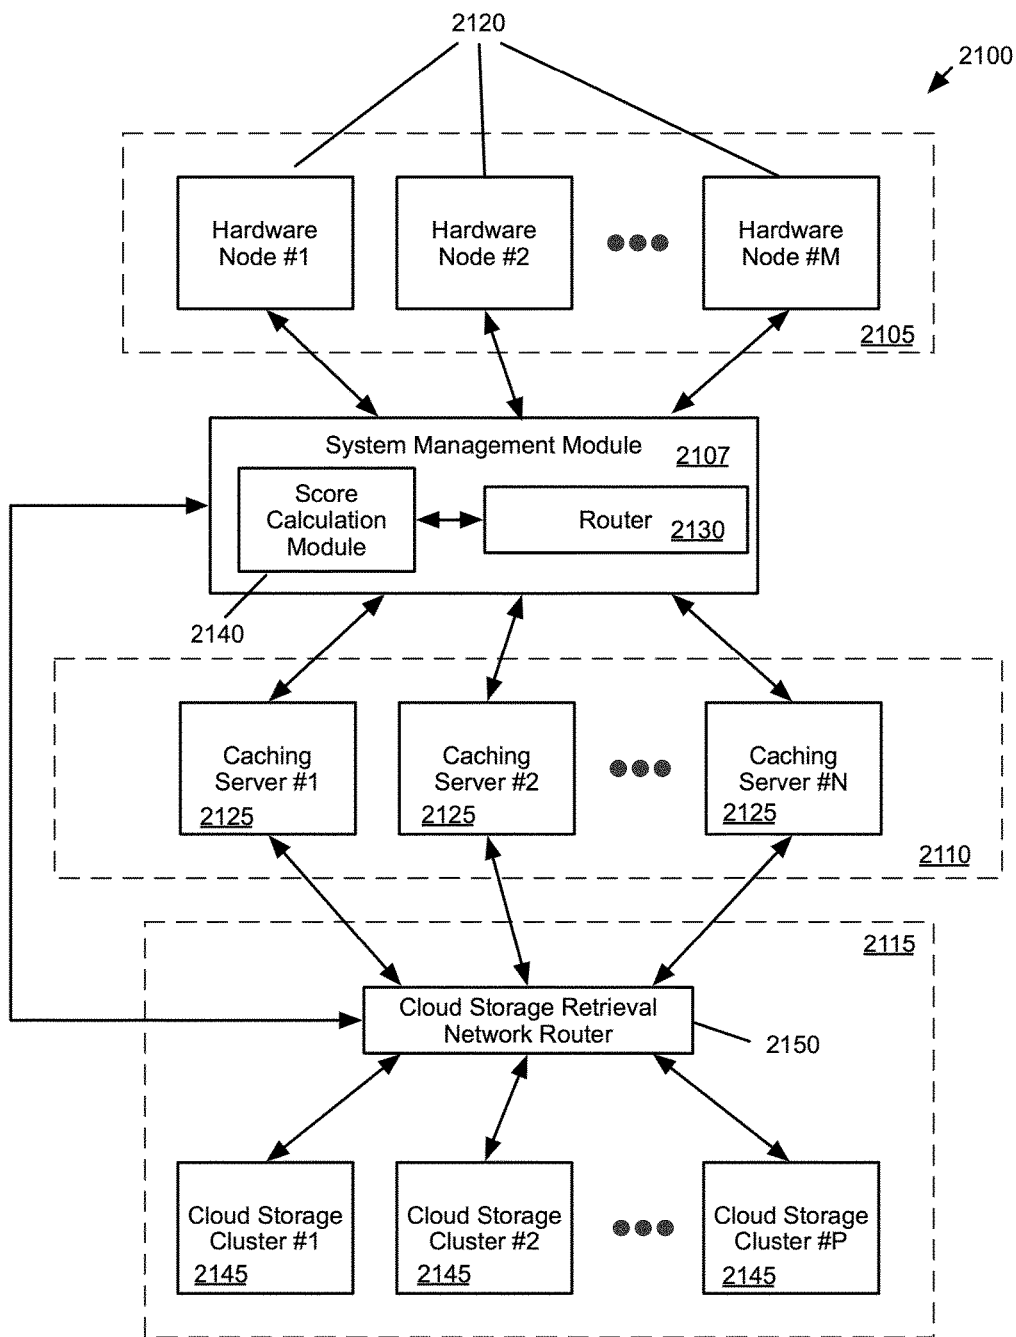 2120
2100
Hardware
Node #1
Hardware
Node #2
Hardware
Node #M
2105
System Management Module
2107
Score
Calculation
Module
Router
2130
2140
Caching
Server #1
2125
Caching
Server #2
2125
Caching
Server #N
2125
2110
2115
Cloud Storage Retrieval
Network Router
2150
Cloud Storage
Cluster #1
2145
Cloud Storage
Cluster #2
2145
Cloud Storage
Cluster #P
2145